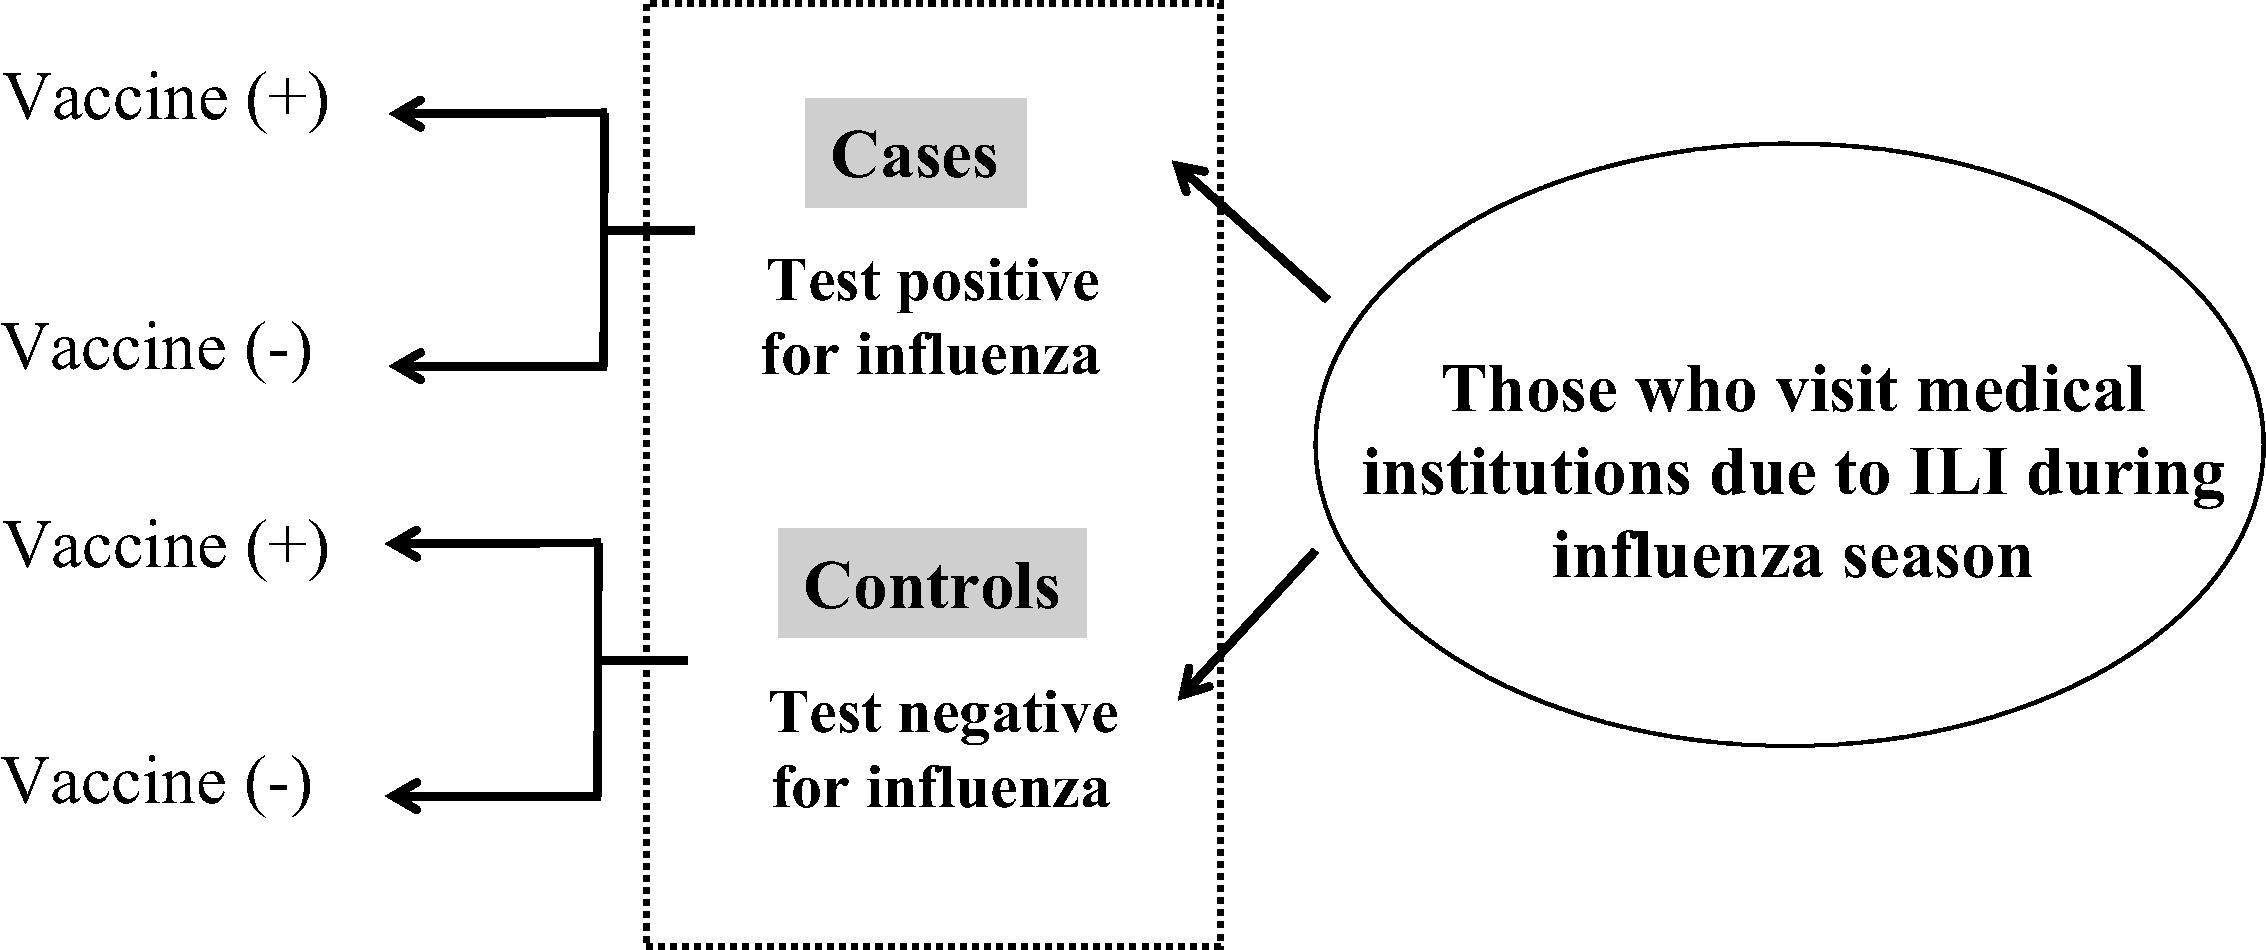 Vaccine (+)
Vaccine (-)
Vaccine (+)
Vaccine (-)
Cases
Test positive
for influenza
Controls
Test negative
for influenza
Those who visit medical
institutions due to ILI during
influenza season